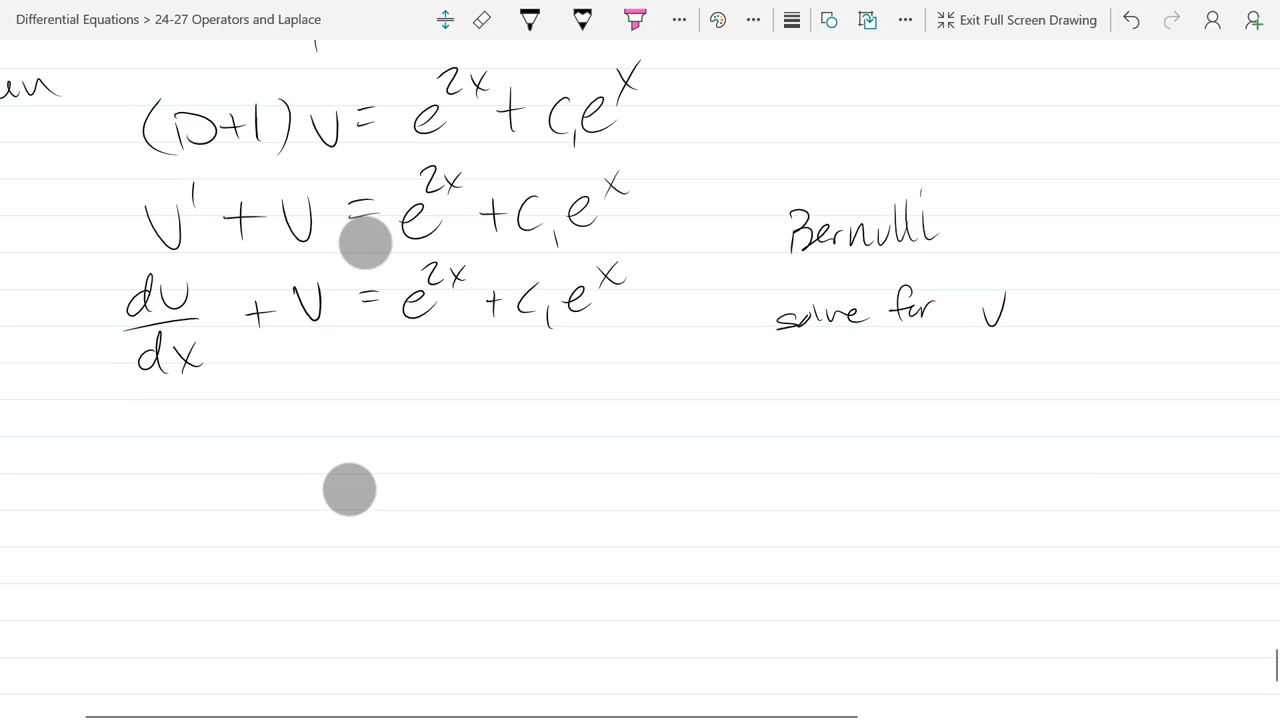 Differential Equations > 24-27 Operators and Laplace
Exit Full Screen Drawing
(D+1) v = e^{2x} + c₁e^x
v' + v = e^{2x} + c₁e^x
Bernulli
dv/dx + v = e^{2x} + c₁e^x
solve for v